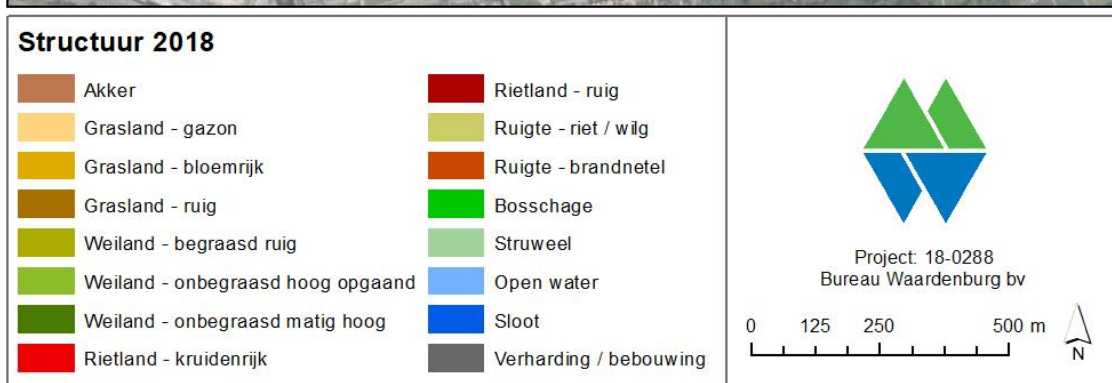 Structuur 2018
Akker
Grasland - gazon
Grasland - bloemrijk
Grasland - ruig
Weiland - begraasd ruig
Weiland - onbegraasd hoog opgaand
Weiland - onbegraasd matig hoog
Rietland - kruidenrijk
Rietland - ruig
Ruigte - riet / wilg
Ruigte - brandnetel
Bosschage
Struweel
Open water
Sloot
Verharding / bebouwing
Project: 18-0288
Bureau Waardenburg bv
0 125 250 500 m
N